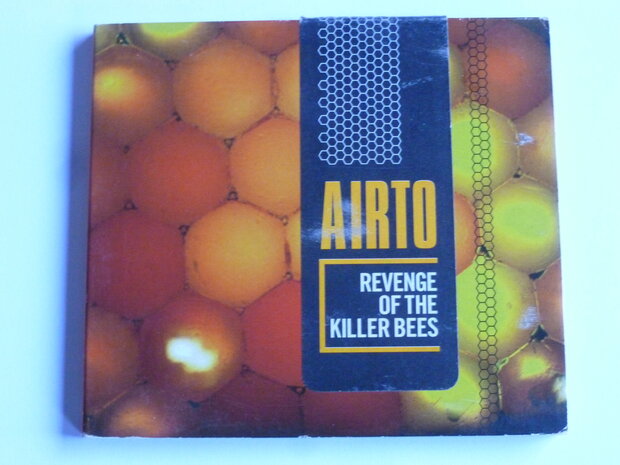 AIRTO
REVENGE
OF THE
KILLER BEES